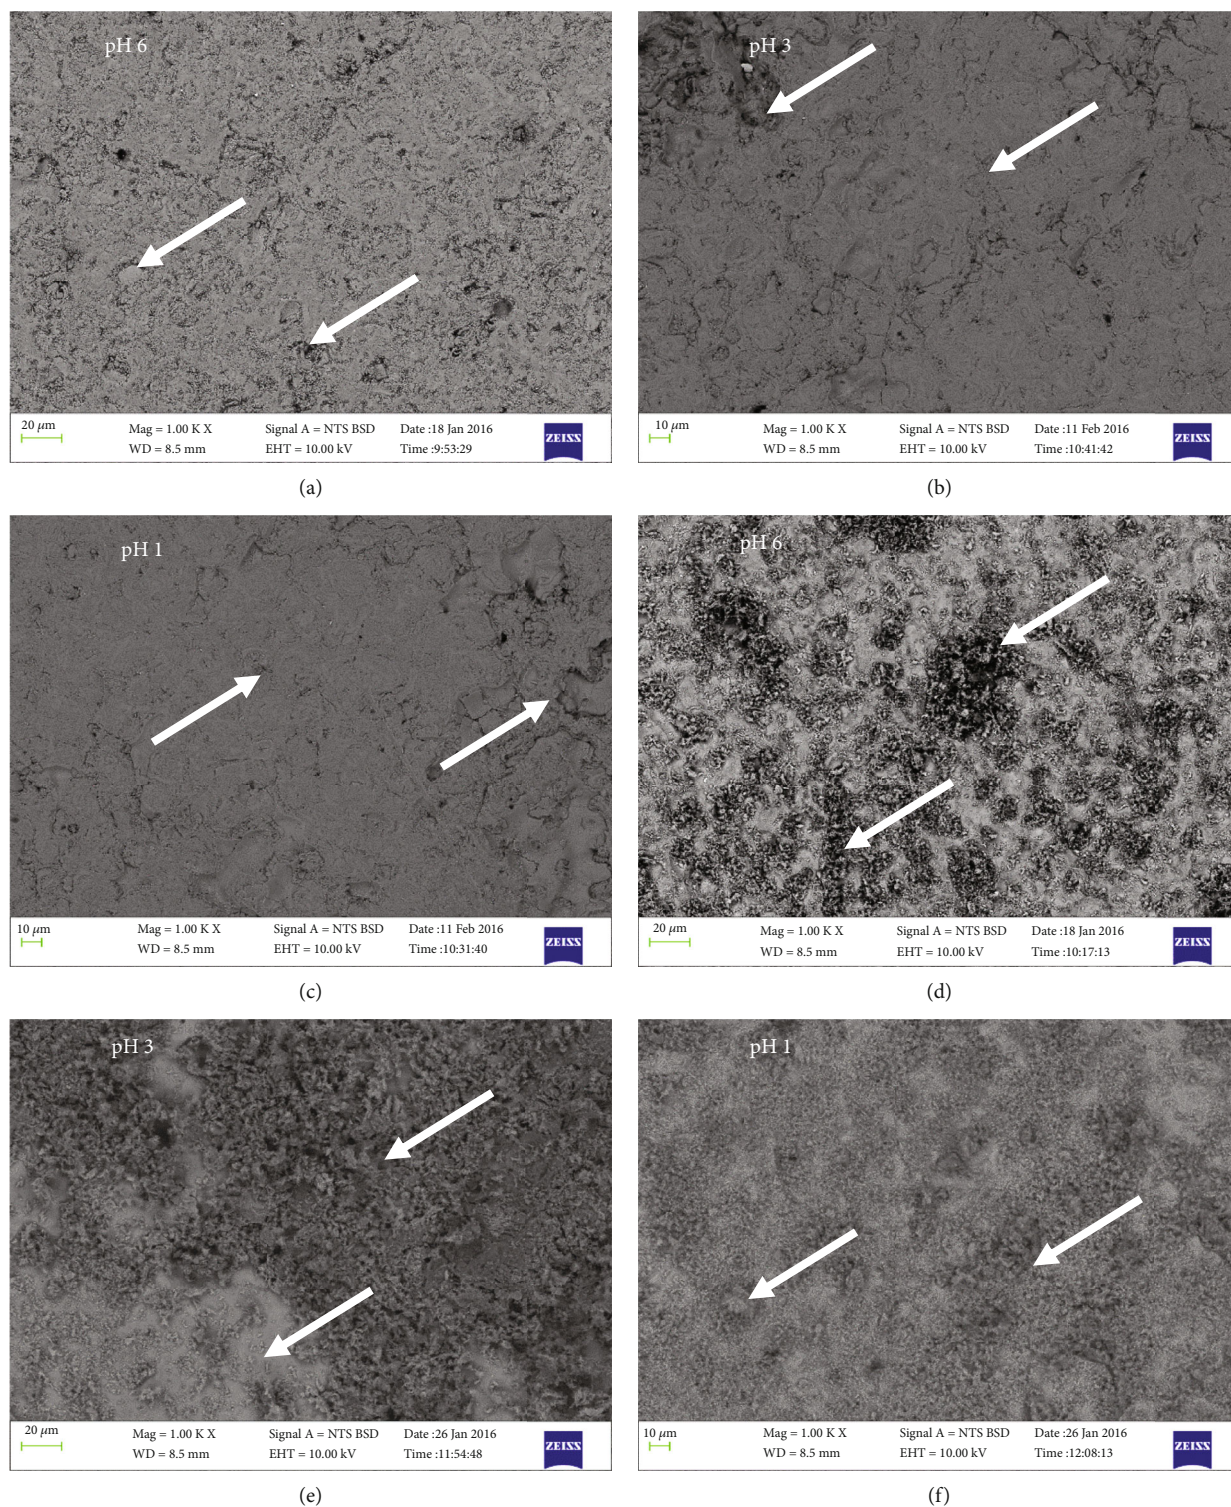 pH 6
20 μm
Mag = 1.00 K X
Signal A = NTS BSD
Date :18 Jan 2016
WD = 8.5 mm
EHT = 10.00 kV
Time :9:53:29
ZEISS
(a)
pH 3
10 μm
Mag = 1.00 K X
Signal A = NTS BSD
Date :11 Feb 2016
WD = 8.5 mm
EHT = 10.00 kV
Time :10:41:42
ZEISS
(b)
pH 1
10 μm
Mag = 1.00 K X
Signal A = NTS BSD
Date :11 Feb 2016
WD = 8.5 mm
EHT = 10.00 kV
Time :10:31:40
ZEISS
(c)
pH 6
20 μm
Mag = 1.00 K X
Signal A = NTS BSD
Date :18 Jan 2016
WD = 8.5 mm
EHT = 10.00 kV
Time :10:17:13
ZEISS
(d)
pH 3
20 μm
Mag = 1.00 K X
Signal A = NTS BSD
Date :26 Jan 2016
WD = 8.5 mm
EHT = 10.00 kV
Time :11:54:48
ZEISS
(e)
pH 1
10 μm
Mag = 1.00 K X
Signal A = NTS BSD
Date :26 Jan 2016
WD = 8.5 mm
EHT = 10.00 kV
Time :12:08:13
ZEISS
(f)